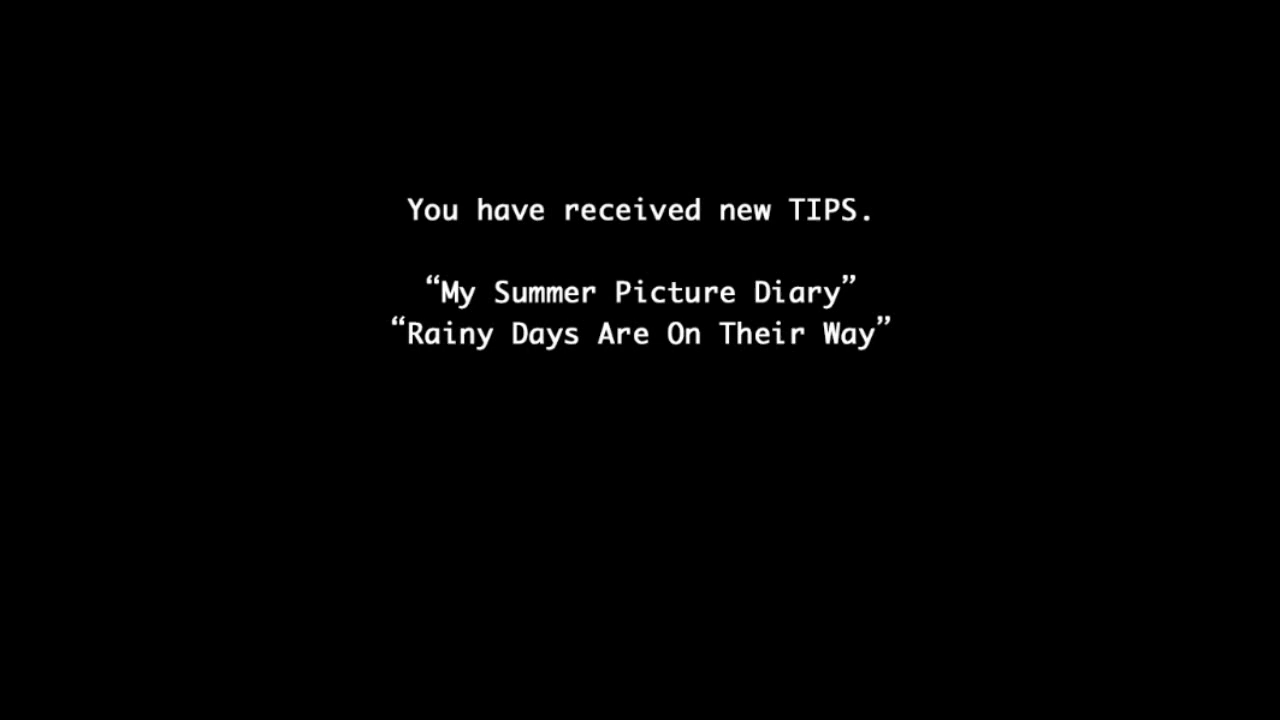 You have received new TIPS.
“My Summer Picture Diary”
“Rainy Days Are On Their Way”